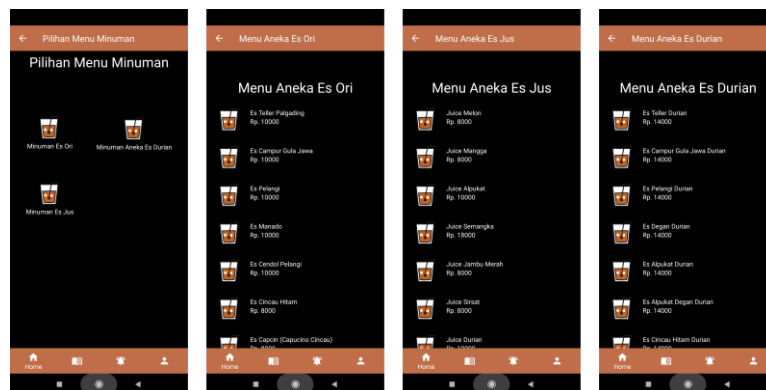 Pilihan Menu Minuman
Pilihan Menu Minuman
Minuman Es Ori
Minuman Aneka Es Durian
Minuman Es Jus
Home
Menu Aneka Es Ori
Menu Aneka Es Ori
Es Teller Palgading
Rp. 10000
Es Campur Gula Jawa
Rp. 10000
Es Pelangi
Rp. 10000
Es Manado
Rp. 10000
Es Cendol Pelangi
Rp. 10000
Es Cincau Hitam
Rp. 8000
Es Capcin (Capucino Cincau)
Rp. 8000
Home
Menu Aneka Es Jus
Menu Aneka Es Jus
Juice Melon
Rp. 8000
Juice Mangga
Rp. 8000
Juice Alpukat
Rp. 10000
Juice Semangka
Rp. 18000
Juice Jambu Merah
Rp. 8000
Juice Sirsat
Rp. 8000
Juice Durian
Rp. 10000
Home
Menu Aneka Es Durian
Menu Aneka Es Durian
Es Teller Durian
Rp. 14000
Es Campur Gula Jawa Durian
Rp. 14000
Es Pelangi Durian
Rp. 14000
Es Degan Durian
Rp. 14000
Es Alpukat Durian
Rp. 14000
Es Alpukat Degan Durian
Rp. 14000
Es Cincau Hitam Durian
Rp. 14000
Home